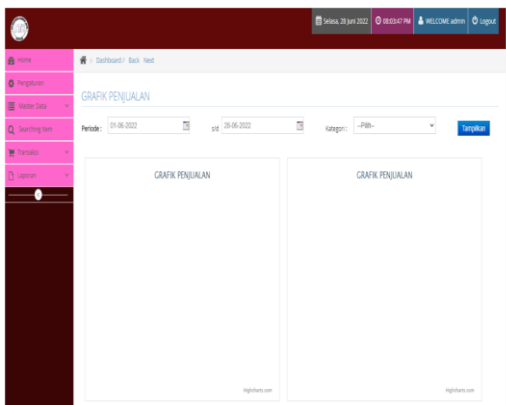 Selasa, 28 Juni 2022 08:03:47 PM WELCOME admin Logout
Home
Dashboard / Back Next
Pengaturan
GRAFIK PENJUALAN
Master Data
Searching Item
Periode : 01-06-2022 s/d 28-06-2022 Kategori : --Pilih-- Tampilkan
Transaksi
Laporan
GRAFIK PENJUALAN GRAFIK PENJUALAN
Highcharts.com Highcharts.com